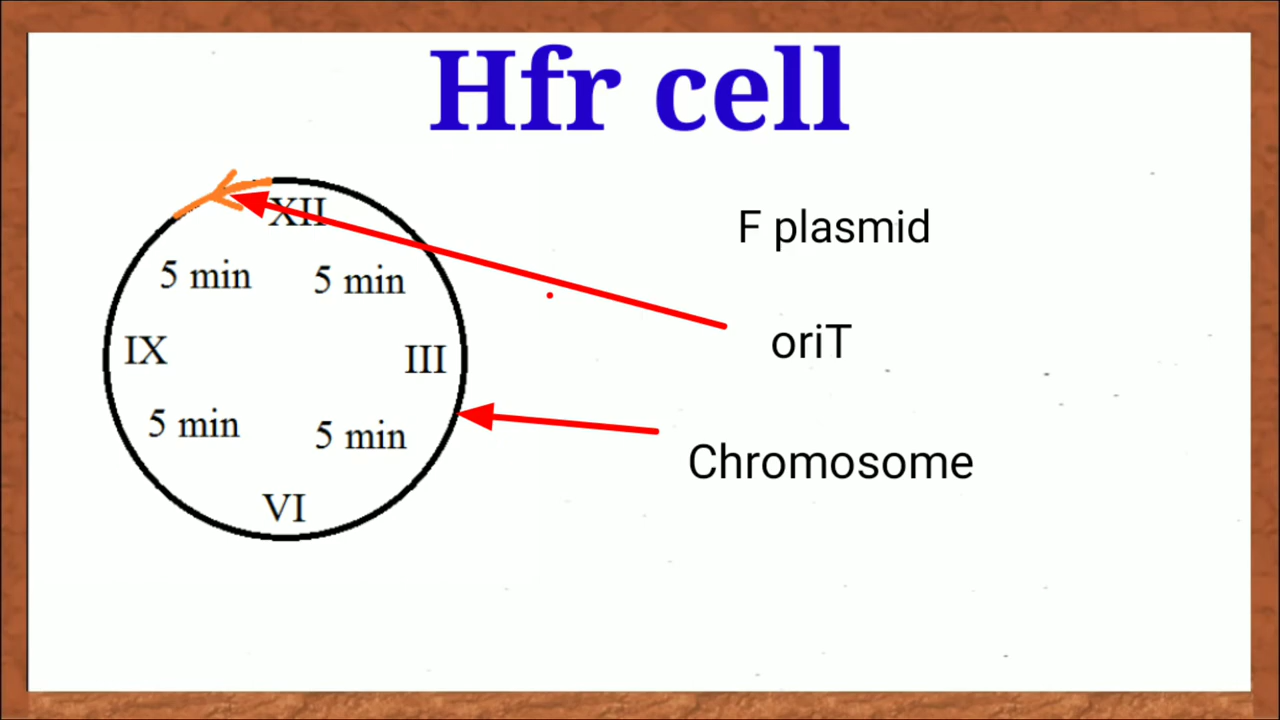 Hfr cell
XII
F plasmid
5 min
5 min
oriT
IX
III
5 min
5 min
Chromosome
VI